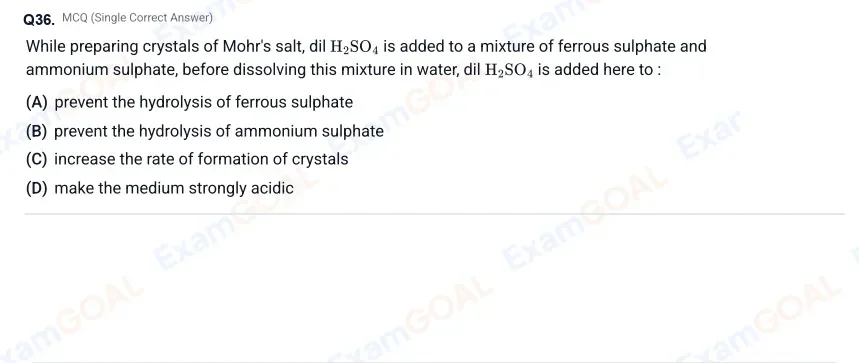 Q36. MCQ (Single Correct Answer)
While preparing crystals of Mohr's salt, dil H₂SO₄ is added to a mixture of ferrous sulphate and
ammonium sulphate, before dissolving this mixture in water, dil H₂SO₄ is added here to :
(A) prevent the hydrolysis of ferrous sulphate
(B) prevent the hydrolysis of ammonium sulphate
(C) increase the rate of formation of crystals
(D) make the medium strongly acidic
ExamGOAL
ExamGOAL